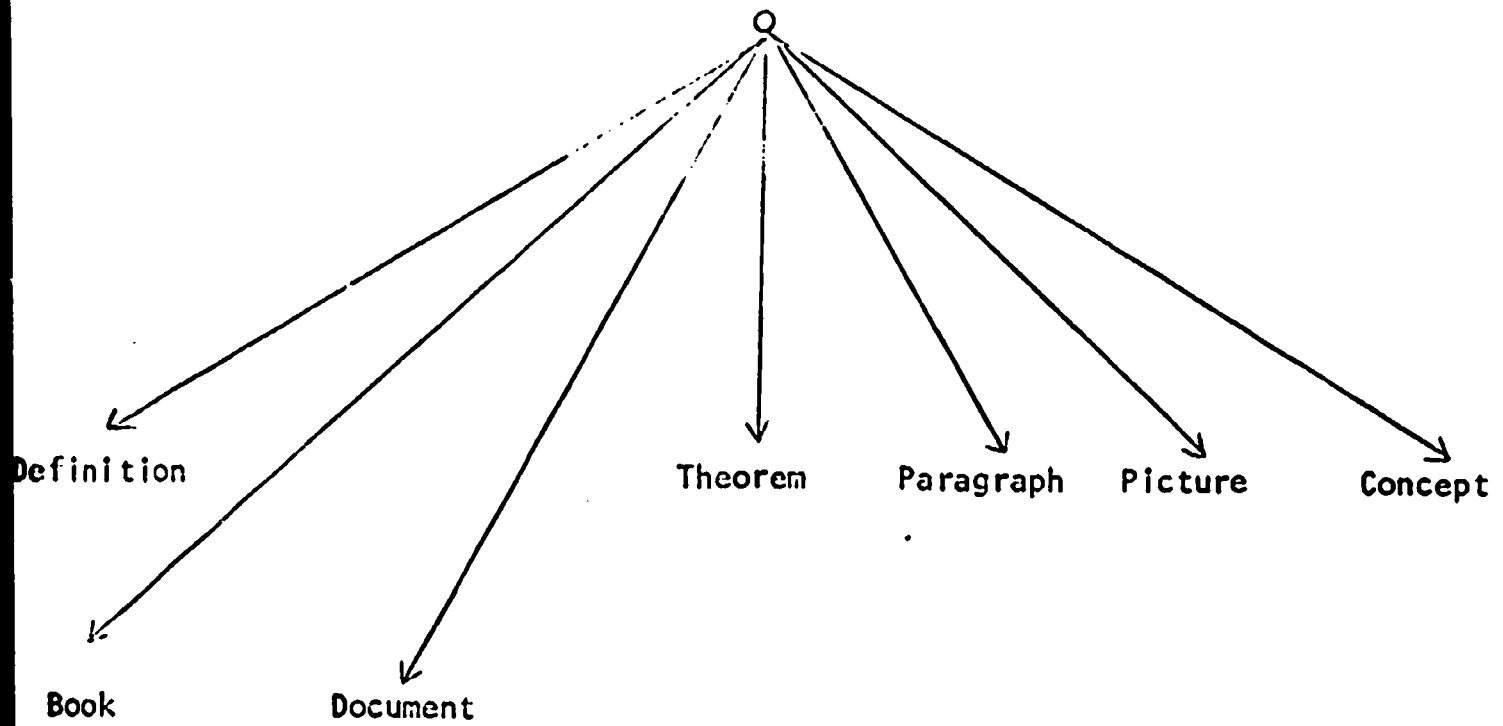 Definition
Theorem
Paragraph
Picture
Concept
Book
Document